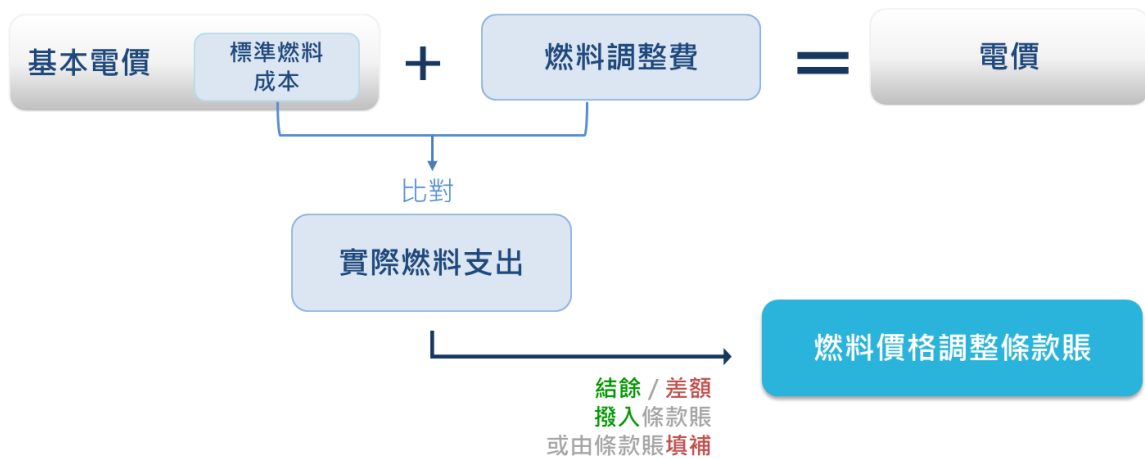 基本電價
標準燃料
成本
+
燃料調整費
=
電價
比對
實際燃料支出
燃料價格調整條款賬
結餘 / 差額
撥入條款賬
或由條款賬填補